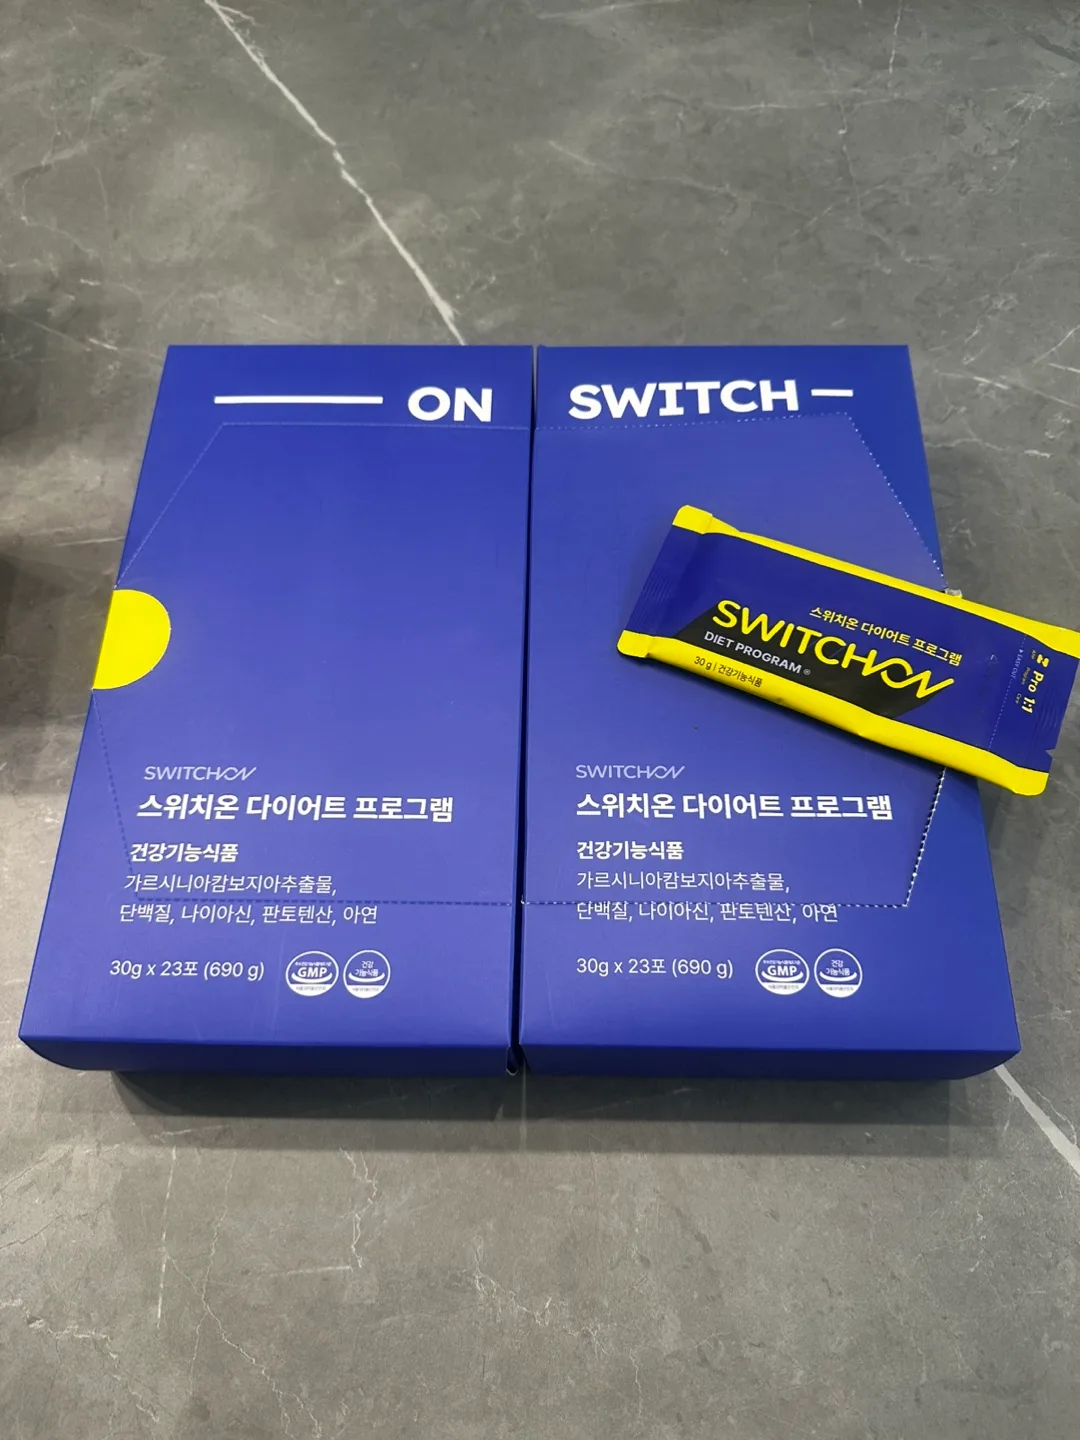 ON
SWITCHON
스위치온 다이어트 프로그램
건강기능식품
가르시니아캄보지아추출물,
단백질, 나이아신, 판토텐산, 아연
30g x 23포 (690 g)
GMP
건강
기능식품
SWITCH
스위치온 다이어트 프로그램
SWITCHON
DIET PROGRAM ®
30 g | 건강기능식품
Pro 1:1
SWITCHON
스위치온 다이어트 프로그램
건강기능식품
가르시니아캄보지아추출물,
단백질, 나이아신, 판토텐산, 아연
30g x 23포 (690 g)
GMP
건강
기능식품